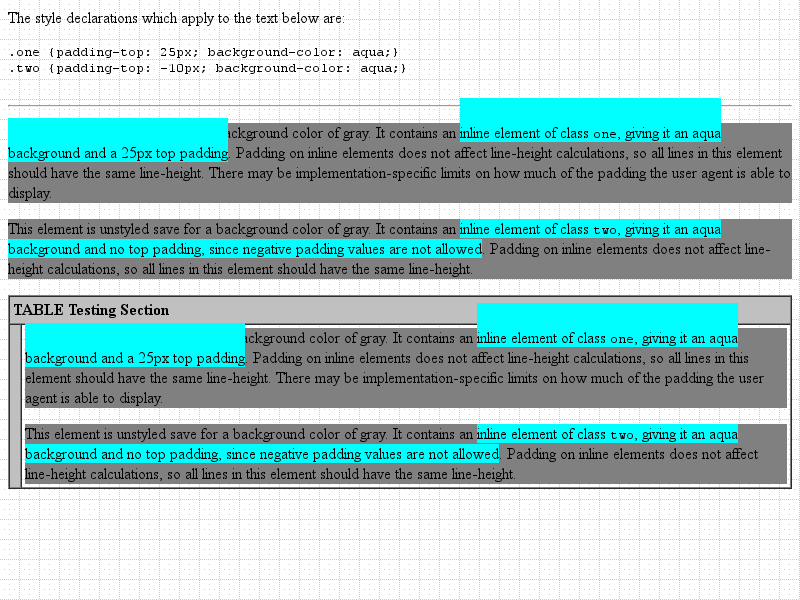 The style declarations which apply to the text below are:
.one {padding-top: 25px; background-color: aqua;}
.two {padding-top: -10px; background-color: aqua;}
ackground color of gray. It contains an inline element of class one, giving it an aqua
background and a 25px top padding. Padding on inline elements does not affect line-height calculations, so all lines in this element
should have the same line-height. There may be implementation-specific limits on how much of the padding the user agent is able to
display.
This element is unstyled save for a background color of gray. It contains an inline element of class two, giving it an aqua
background and no top padding, since negative padding values are not allowed. Padding on inline elements does not affect line-
height calculations, so all lines in this element should have the same line-height.
TABLE Testing Section
ackground color of gray. It contains an inline element of class one, giving it an aqua
background and a 25px top padding. Padding on inline elements does not affect line-height calculations, so all lines in this
element should have the same line-height. There may be implementation-specific limits on how much of the padding the user
agent is able to display.
This element is unstyled save for a background color of gray. It contains an inline element of class two, giving it an aqua
background and no top padding, since negative padding values are not allowed. Padding on inline elements does not affect
line-height calculations, so all lines in this element should have the same line-height.